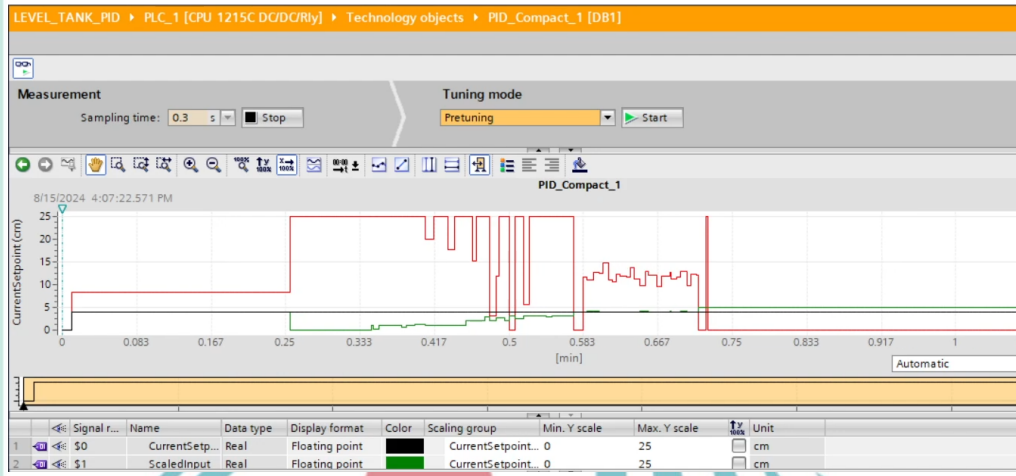 LEVEL_TANK_PID ▸ PLC_1 [CPU 1215C DC/DC/Rly] ▸ Technology objects ▸ PID_Compact_1 [DB1]
Measurement
Tuning mode
Sampling time: 0.3 s Stop
Pretuning Start
PID_Compact_1
8/15/2024 4:07:22.571 PM
CurrentSetpoint (cm)
25
20
15
10
5
0
0 0.083 0.167 0.25 0.333 0.417 0.5 0.583 0.667 0.75 0.833 0.917 1
[min]
Automatic
Signal r... Name Data type Display format Color Scaling group Min. Y scale Max. Y scale Unit
1 $0 CurrentSetp... Real Floating point CurrentSetpoint... 0 25 cm
2 $1 ScaledInput Real Floating point CurrentSetpoint... 0 25 cm